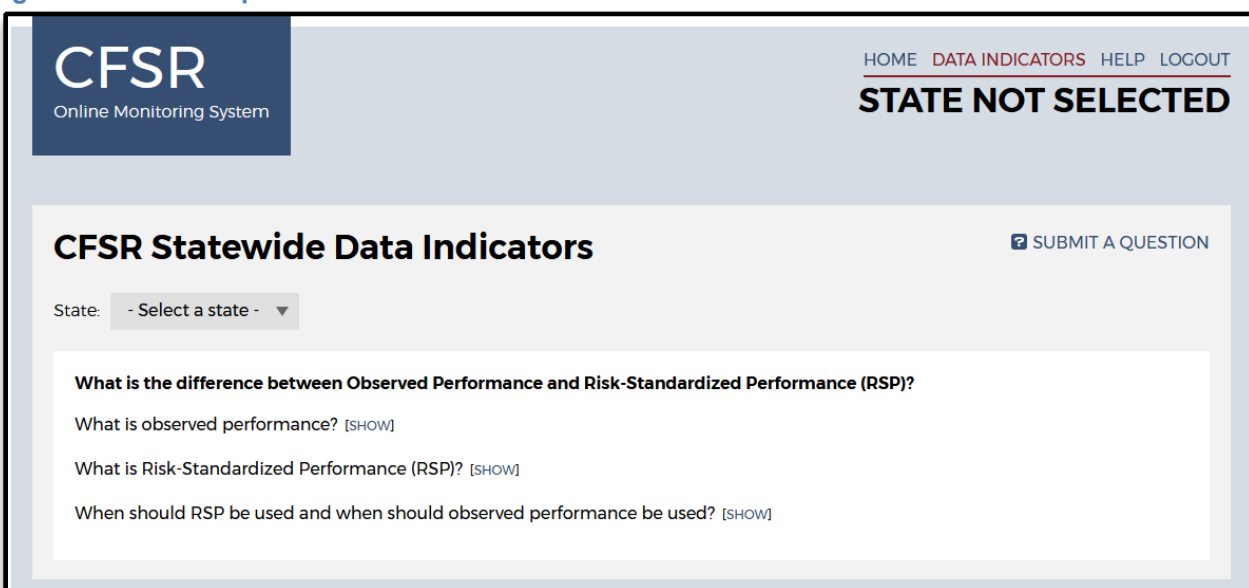 CFSR
Online Monitoring System
HOME DATA INDICATORS HELP LOGOUT
STATE NOT SELECTED
CFSR Statewide Data Indicators
SUBMIT A QUESTION
State: - Select a state -
What is the difference between Observed Performance and Risk-Standardized Performance (RSP)?
What is observed performance? [SHOW]
What is Risk-Standardized Performance (RSP)? [SHOW]
When should RSP be used and when should observed performance be used? [SHOW]